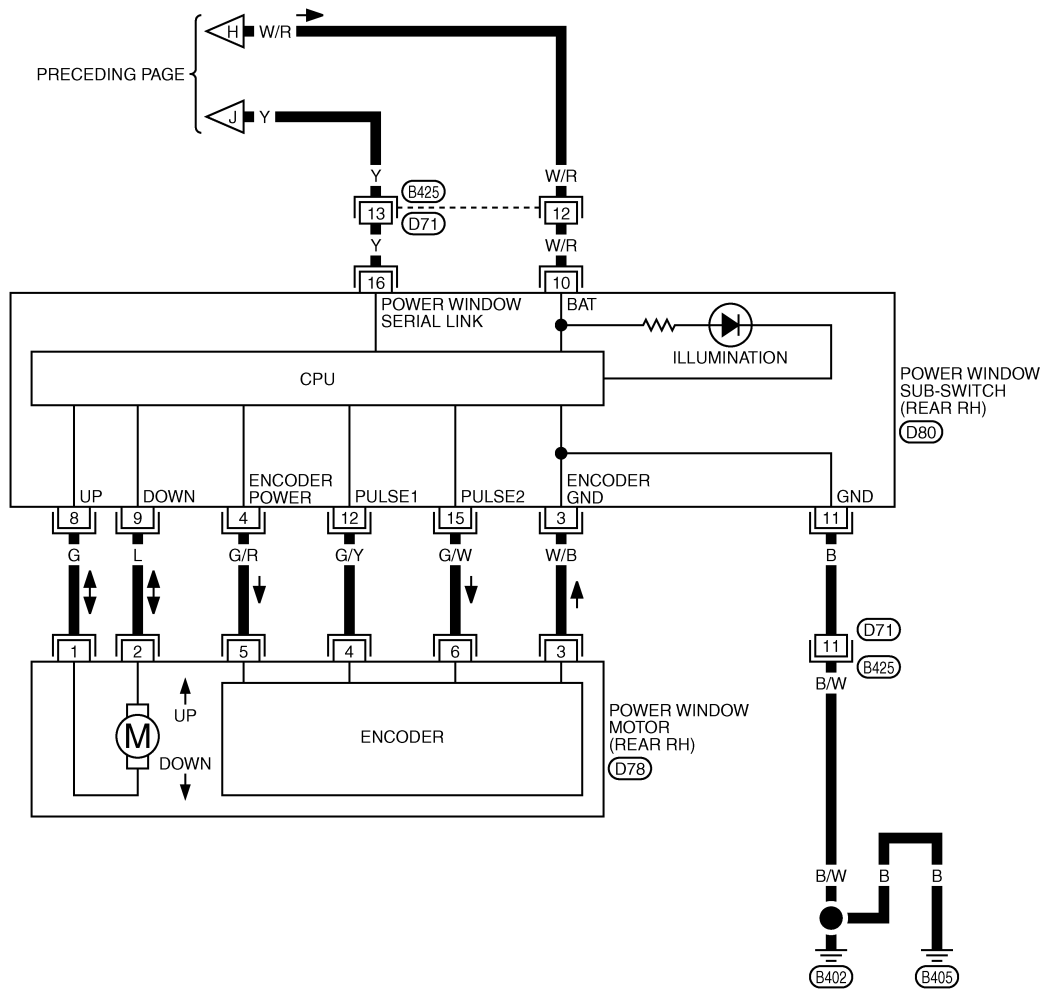 H W/R
PRECEDING PAGE
J Y
Y W/R
B425
13 12
D71
Y W/R
16 10
POWER WINDOW
SERIAL LINK
BAT
ILLUMINATION
CPU
POWER WINDOW
SUB-SWITCH
(REAR RH)
D80
UP DOWN
ENCODER
POWER
PULSE1 PULSE2
ENCODER
GND
GND
8 9 4 12 15 3 11
G L G/R G/Y G/W W/B B
D71
11
B425
1 2 5 4 6 3
B/W
UP
M
DOWN
ENCODER
POWER WINDOW
MOTOR
(REAR RH)
D78
B/W B B
B402 B405